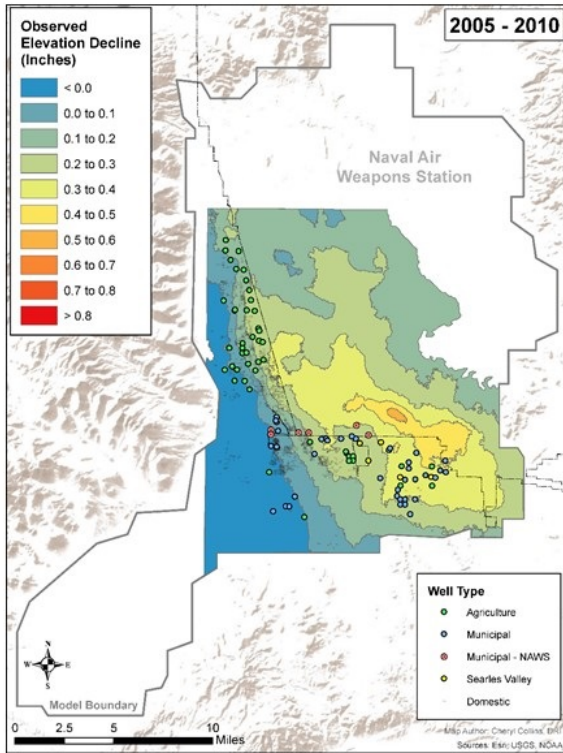 Observed
Elevation Decline
(Inches)
2005 - 2010
< 0.0
0.0 to 0.1
0.1 to 0.2
0.2 to 0.3
0.3 to 0.4
0.4 to 0.5
0.5 to 0.6
0.6 to 0.7
0.7 to 0.8
> 0.8
Naval Air
Weapons Station
Well Type
Agriculture
Municipal
Municipal - NAWS
Searles Valley
Domestic
N
W E
S
Model Boundary
0 2.5 5 10
Miles
Map Author: Cheryl Collins, DRI
Sources: Esri, USGS, NOAA